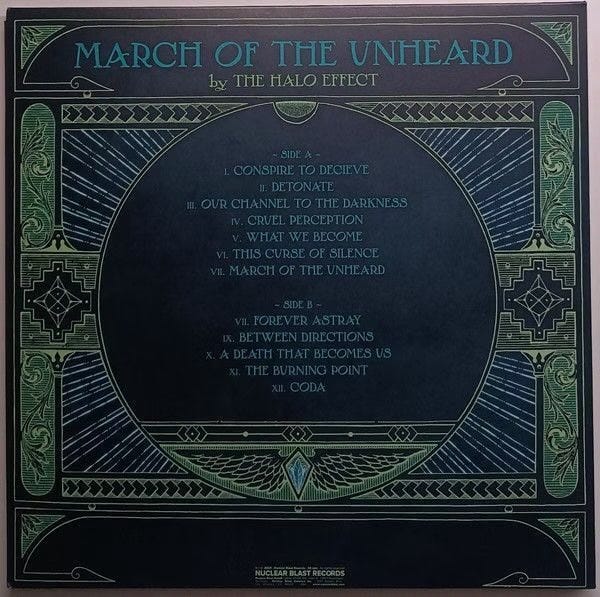 MARCH OF THE UNHEARD
by THE HALO EFFECT
~ SIDE A ~
I. CONSPIRE TO DECIEVE
II. DETONATE
III. OUR CHANNEL TO THE DARKNESS
IV. CRUEL PERCEPTION
V. WHAT WE BECOME
VI. THIS CURSE OF SILENCE
VII. MARCH OF THE UNHEARD
~ SIDE B ~
VII. FOREVER ASTRAY
IX. BETWEEN DIRECTIONS
X. A DEATH THAT BECOMES US
XI. THE BURNING POINT
XII. CODA
NUCLEAR BLAST RECORDS